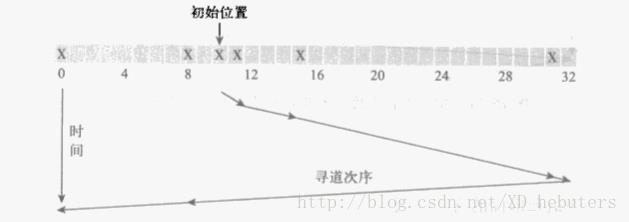 初始位置
X X X X X X
0 4 8 12 16 20 24 28 32
时间
寻道次序
http://blog.csdn.net/XD_hebuters